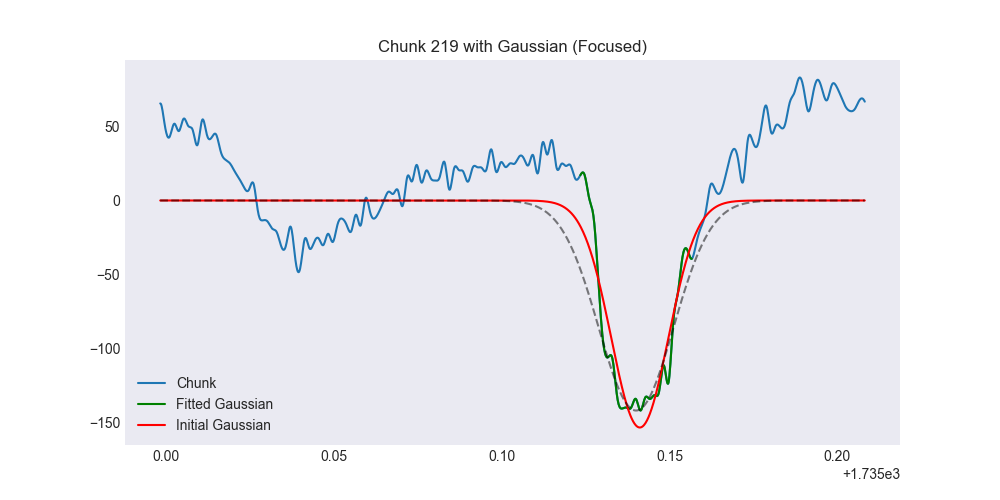 Chunk 219 with Gaussian (Focused)
50
0
−50
−100
−150
Chunk
Fitted Gaussian
Initial Gaussian
0.00 0.05 0.10 0.15 0.20
+1.735e3